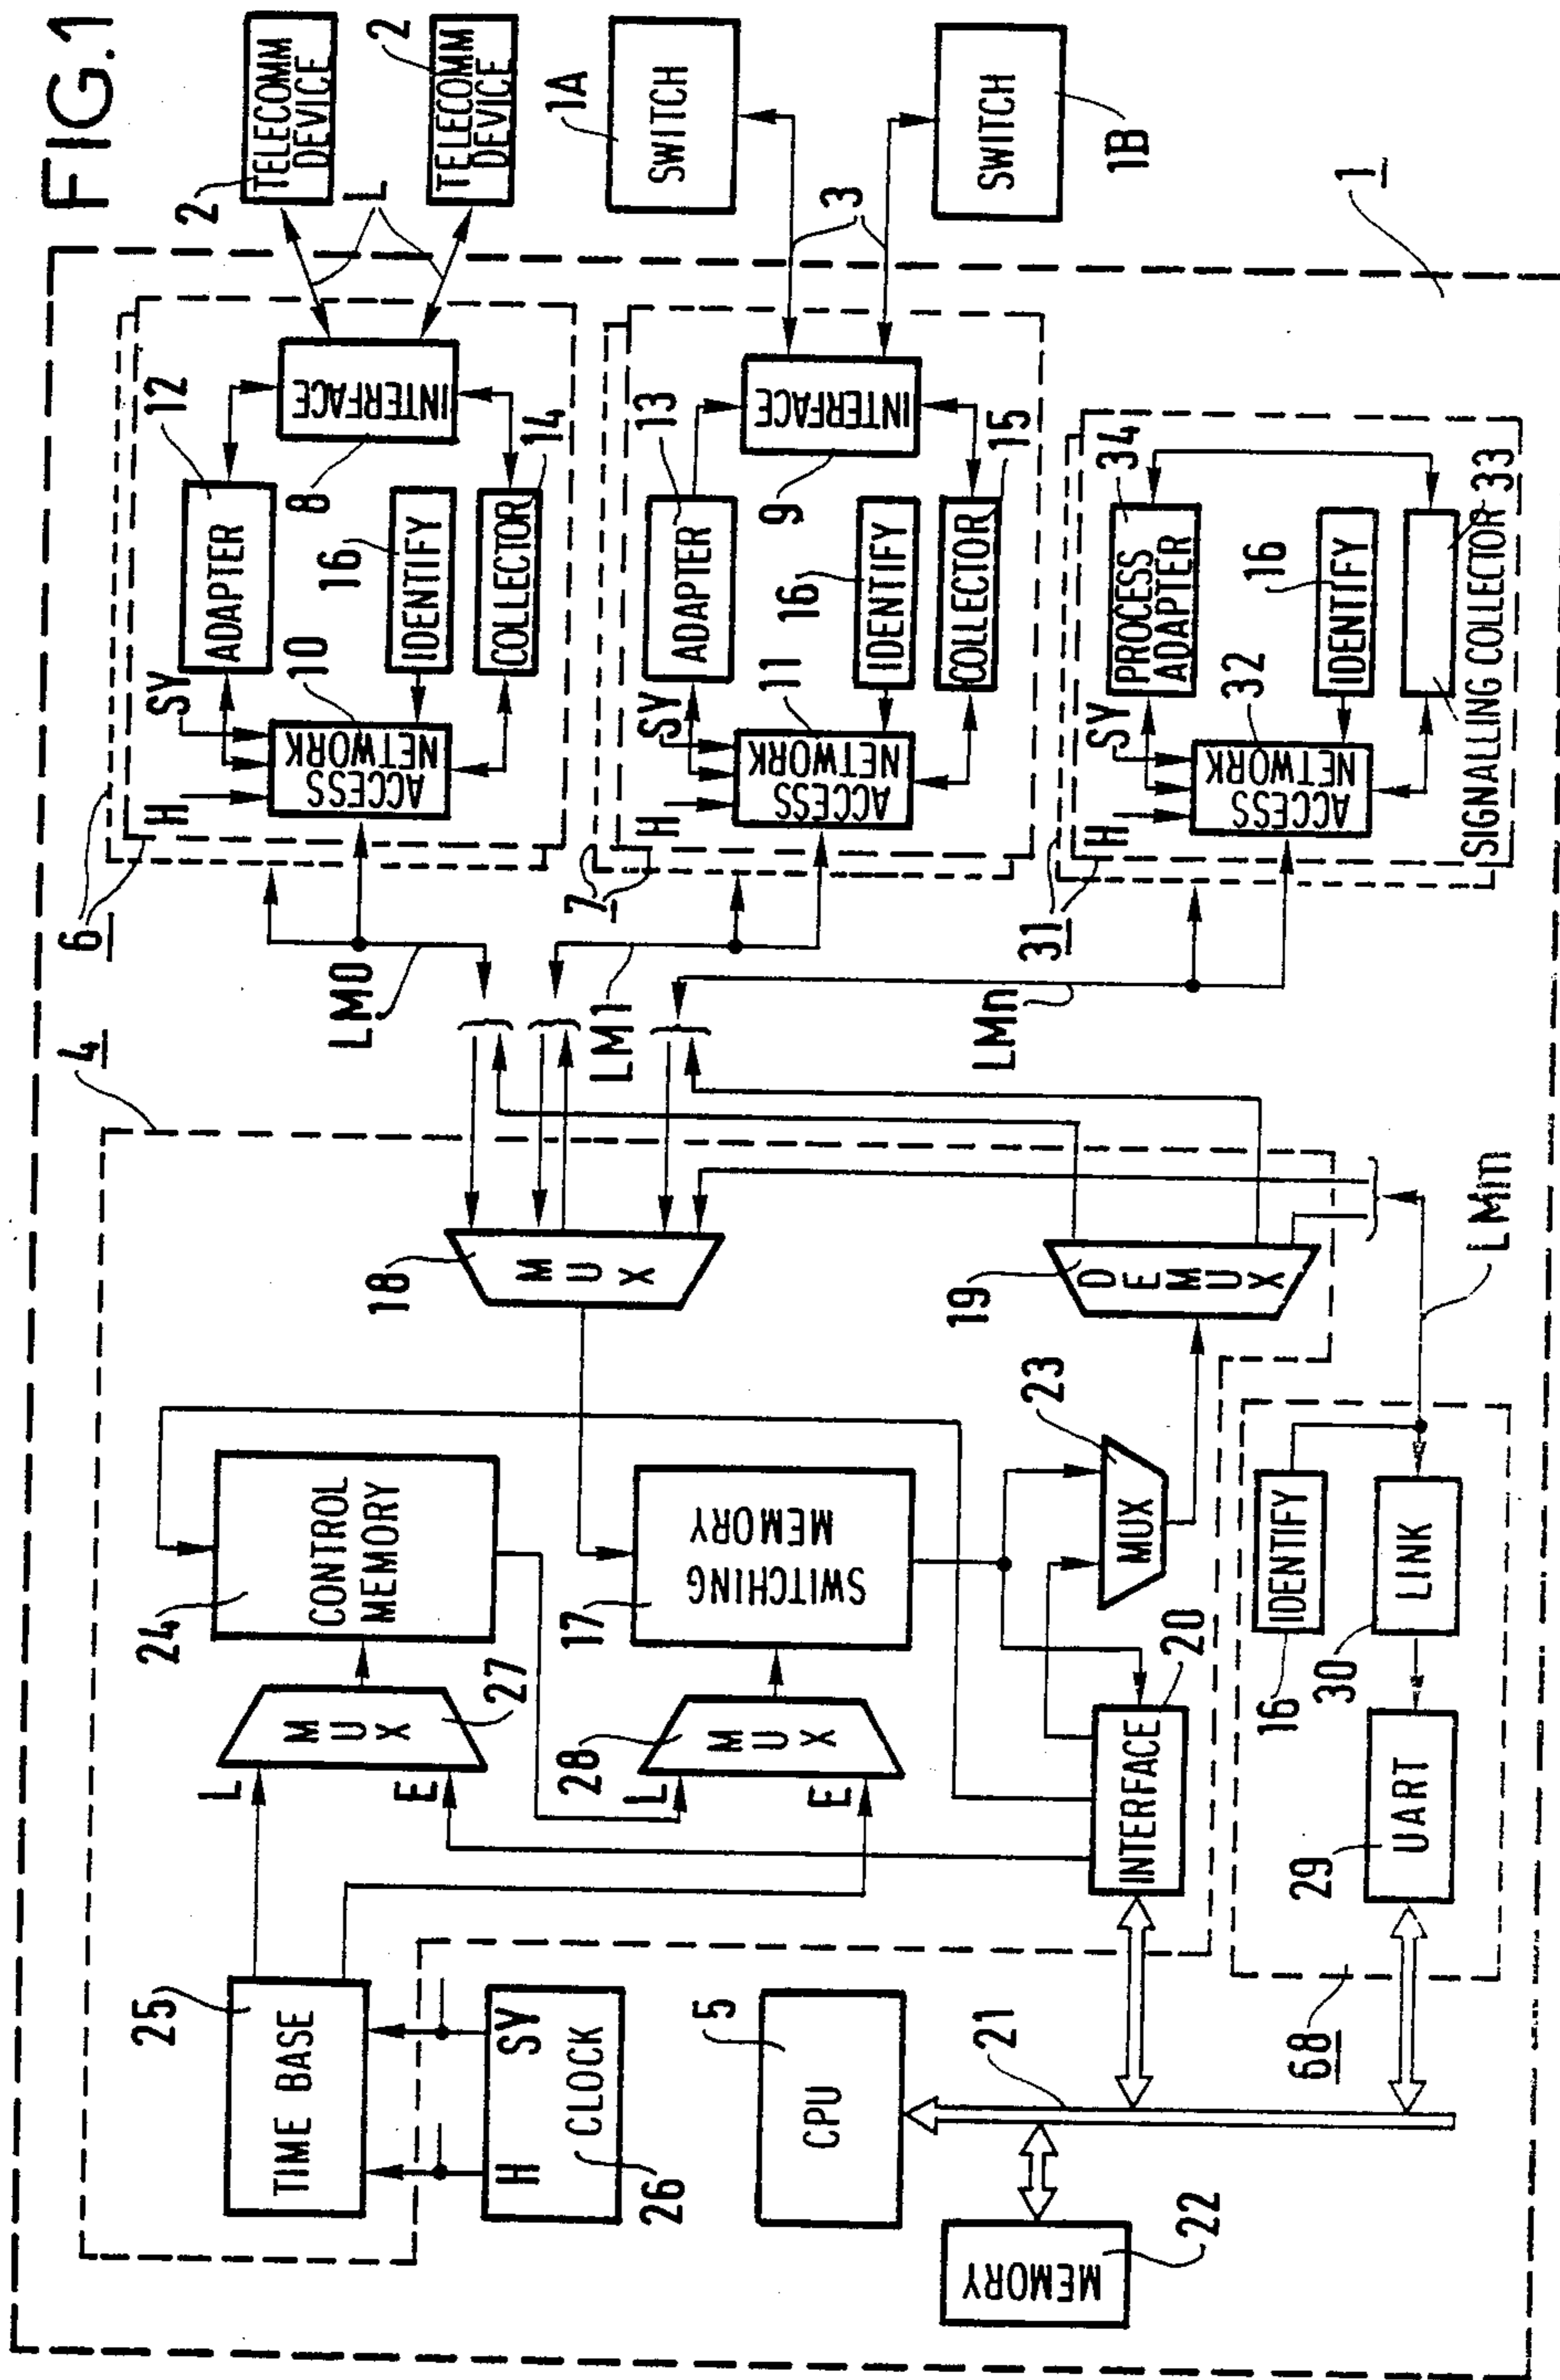 FIG.1
2
TELECOMM
DEVICE
L
2
TELECOMM
DEVICE
1A
SWITCH
3
SWITCH
1B
1
6
H
SY
ADAPTER
12
10
ACCESS
NETWORK
16
IDENTIFY
COLLECTOR
14
INTERFACE
8
7
H
SY
ADAPTER
13
11
ACCESS
NETWORK
16
IDENTIFY
COLLECTOR
15
INTERFACE
9
31
H
SY
PROCESS
ADAPTER
34
32
ACCESS
NETWORK
16
IDENTIFY
SIGNALLING COLLECTOR
33
LM0
LM1
LMn
LMm
4
18
MUX
19
DEMUX
24
CONTROL
MEMORY
17
SWITCHING
MEMORY
23
MUX
L
E
MUX
27
28
L
E
MUX
INTERFACE
20
25
TIME BASE
H
SY
CLOCK
26
5
CPU
21
MEMORY
22
68
16
IDENTIFY
30
LINK
29
UART